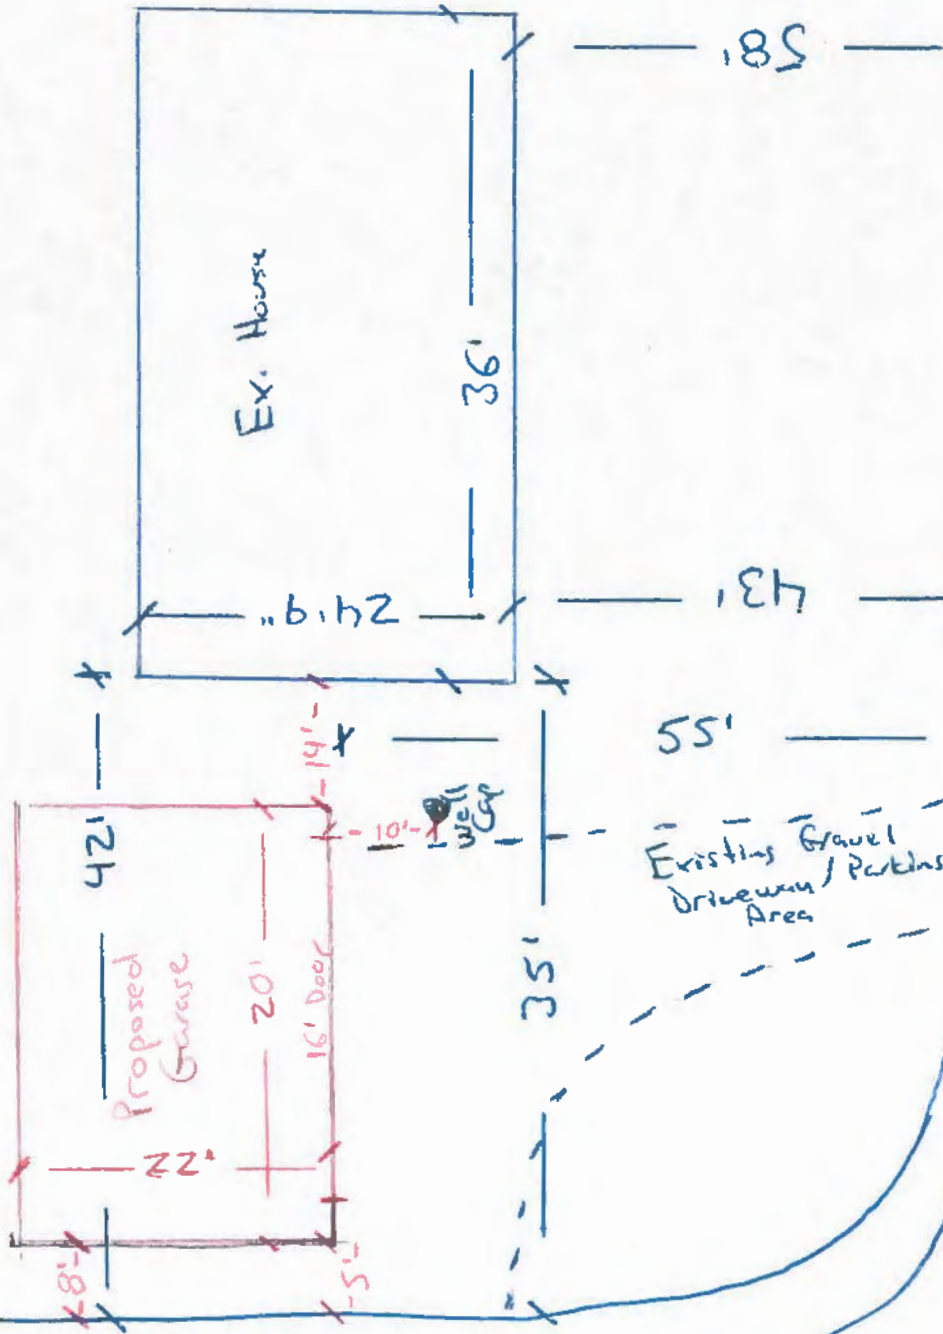 58'
Ex. House
36'
24'9"
43'
14'
55'
42'
10'
Well
Cap
Existing Gravel
Driveway / Parking
Area
Proposed
Garage
20'
16' Door
35'
22'
8'
5'